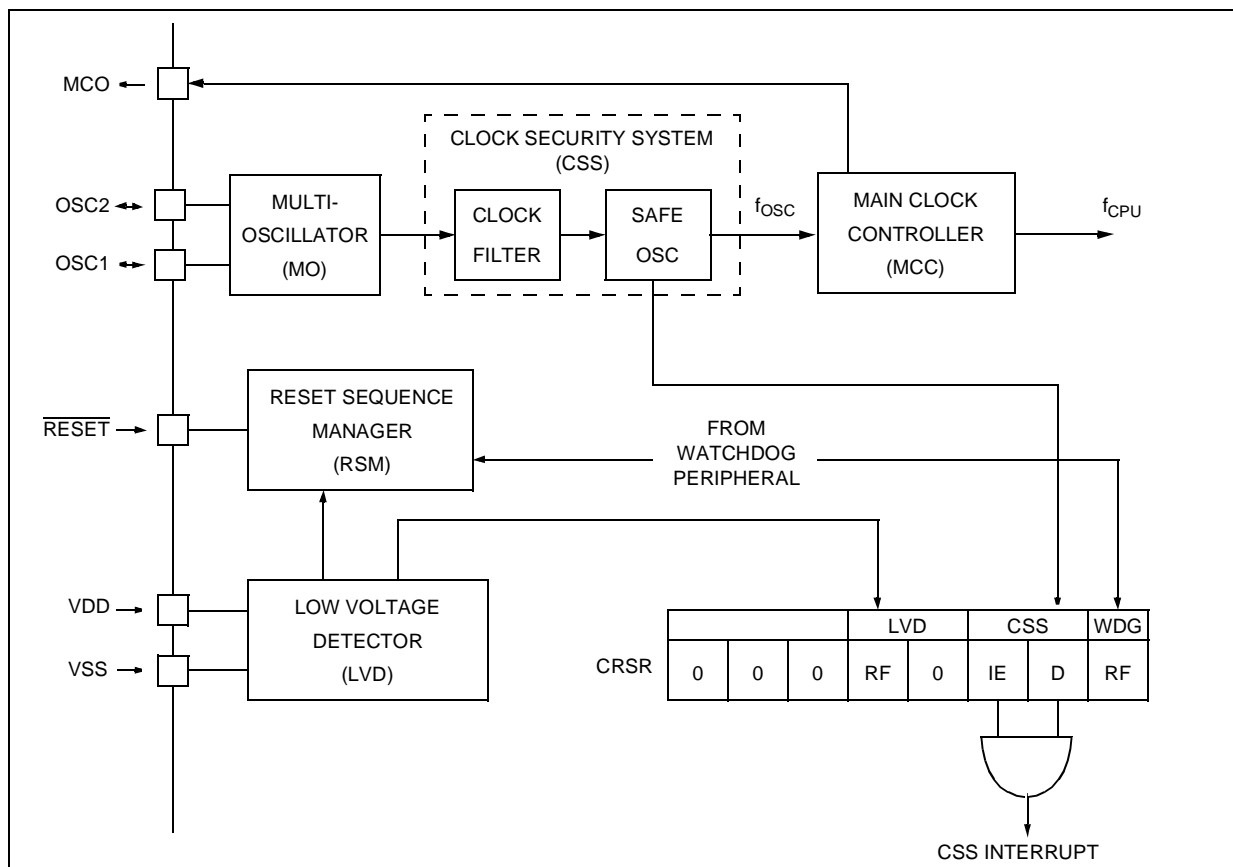 MCO
CLOCK SECURITY SYSTEM
(CSS)
OSC2
OSC1
MULTI-
OSCILLATOR
(MO)
CLOCK
FILTER
SAFE
OSC
fOSC
MAIN CLOCK
CONTROLLER
(MCC)
fCPU
RESET
RESET SEQUENCE
MANAGER
(RSM)
FROM
WATCHDOG
PERIPHERAL
VDD
VSS
LOW VOLTAGE
DETECTOR
(LVD)
LVD CSS WDG
CRSR 0 0 0 RF 0 IE D RF
CSS INTERRUPT